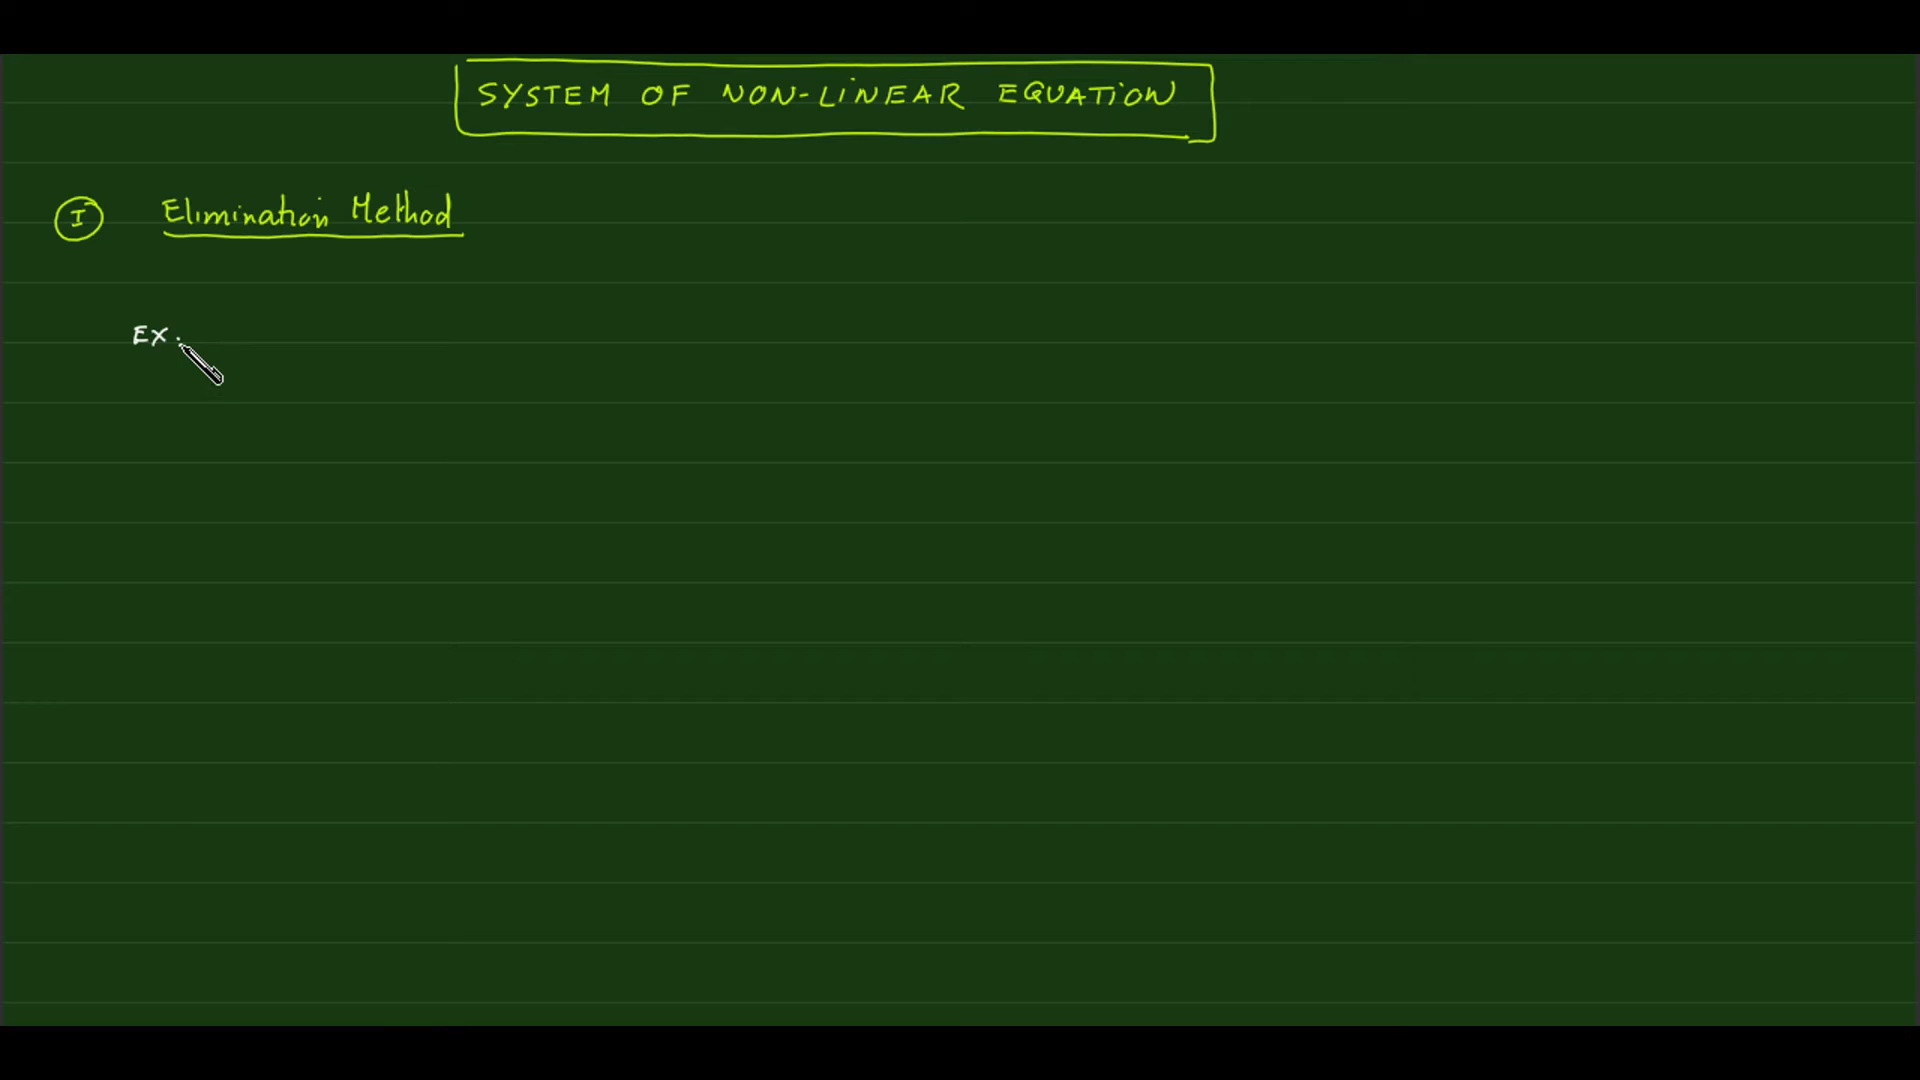 SYSTEM OF NON-LiNEAR EQUATiON
I Elimination Method
EX.